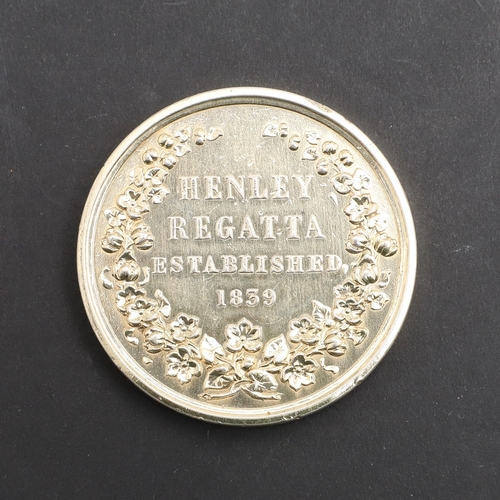 HENLEY
REGATTA
ESTABLISHED,
1839